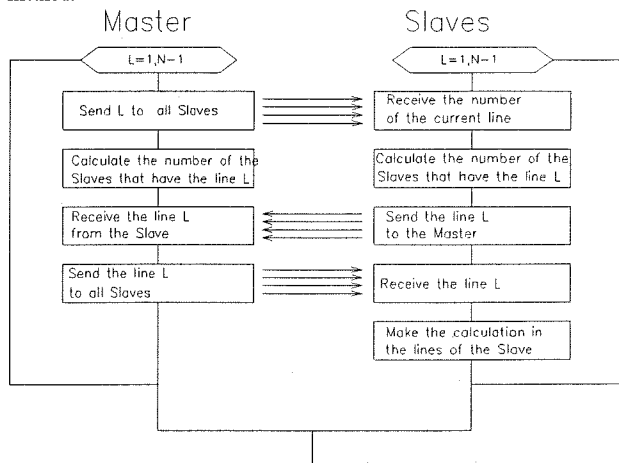 Master
Slaves
L=1,N-1
L=1,N-1
Send L to all Slaves
Receive the number
of the current line
Calculate the number of the
Slaves that have the line L
Calculate the number of the
Slaves that have the line L
Receive the line L
from the Slave
Send the line L
to the Master
Send the line L
to all Slaves
Receive the line L
Make the calculation in
the lines of the Slave